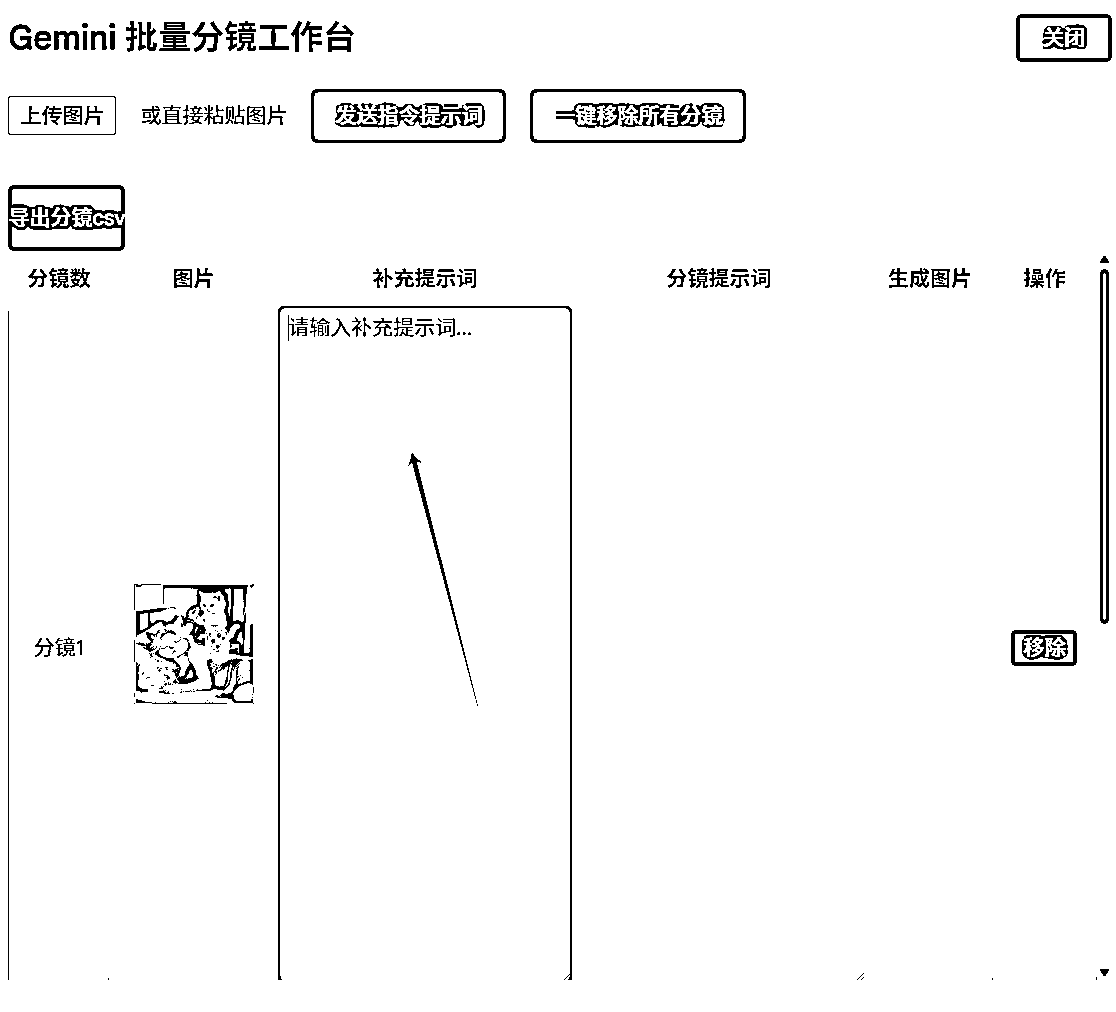 Gemini 批量分镜工作台
关闭
上传图片 或直接粘贴图片 发送指令提示词 一键移除所有分镜
导出分镜csv
分镜数 图片 补充提示词 分镜提示词 生成图片 操作
请输入补充提示词...
分镜1
移除